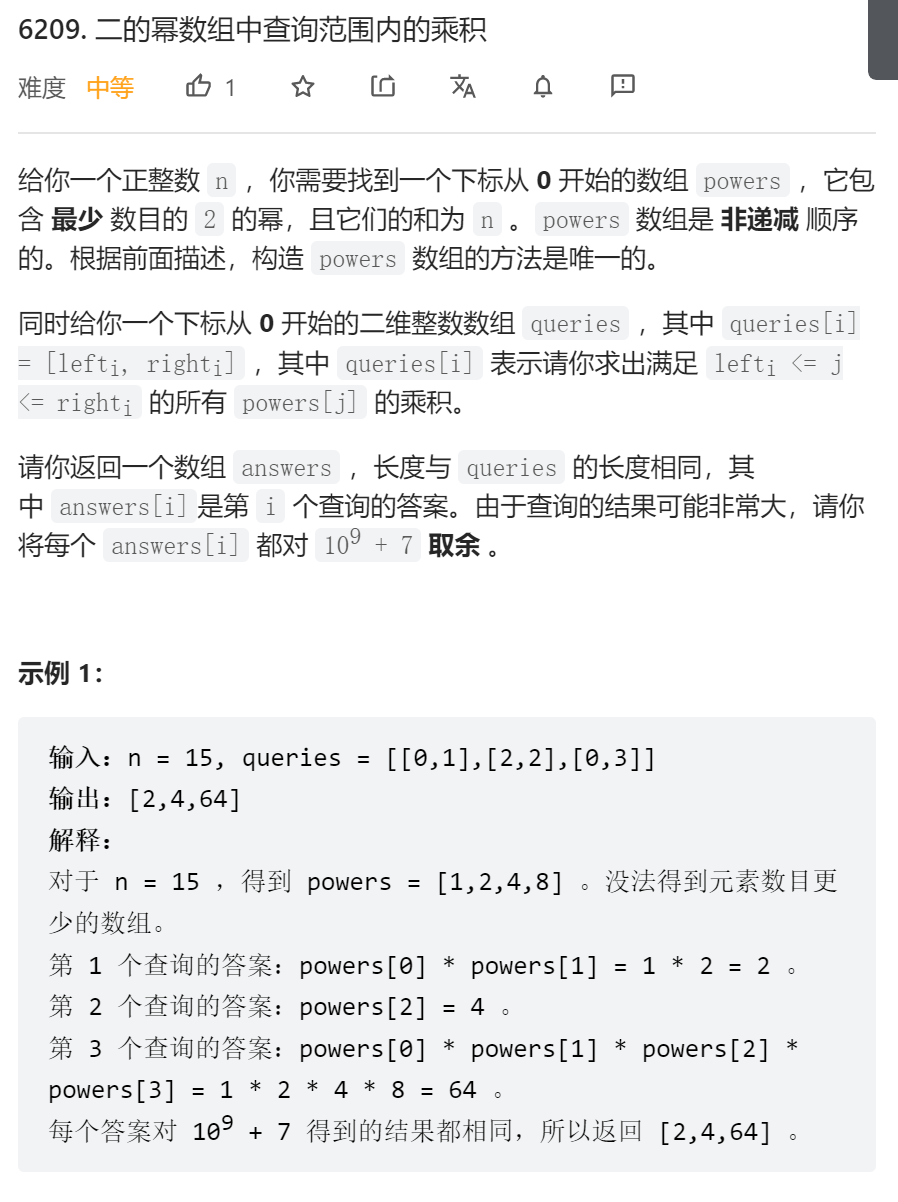 6209. 二的幂数组中查询范围内的乘积
难度 中等 1
给你一个正整数 n ，你需要找到一个下标从 0 开始的数组 powers ，它包
含 最少 数目的 2 的幂，且它们的和为 n 。 powers 数组是 非递减 顺序
的。根据前面描述，构造 powers 数组的方法是唯一的。
同时给你一个下标从 0 开始的二维整数数组 queries ，其中 queries[i]
= [leftᵢ, rightᵢ] ，其中 queries[i] 表示请你求出满足 leftᵢ <= j
<= rightᵢ 的所有 powers[j] 的乘积。
请你返回一个数组 answers ，长度与 queries 的长度相同，其
中 answers[i] 是第 i 个查询的答案。由于查询的结果可能非常大，请你
将每个 answers[i] 都对 10⁹ + 7 取余 。
示例 1：
输入：n = 15, queries = [[0,1],[2,2],[0,3]]
输出：[2,4,64]
解释：
对于 n = 15 ，得到 powers = [1,2,4,8] 。没法得到元素数目更
少的数组。
第 1 个查询的答案：powers[0] * powers[1] = 1 * 2 = 2 。
第 2 个查询的答案：powers[2] = 4 。
第 3 个查询的答案：powers[0] * powers[1] * powers[2] *
powers[3] = 1 * 2 * 4 * 8 = 64 。
每个答案对 10⁹ + 7 得到的结果都相同，所以返回 [2,4,64] 。